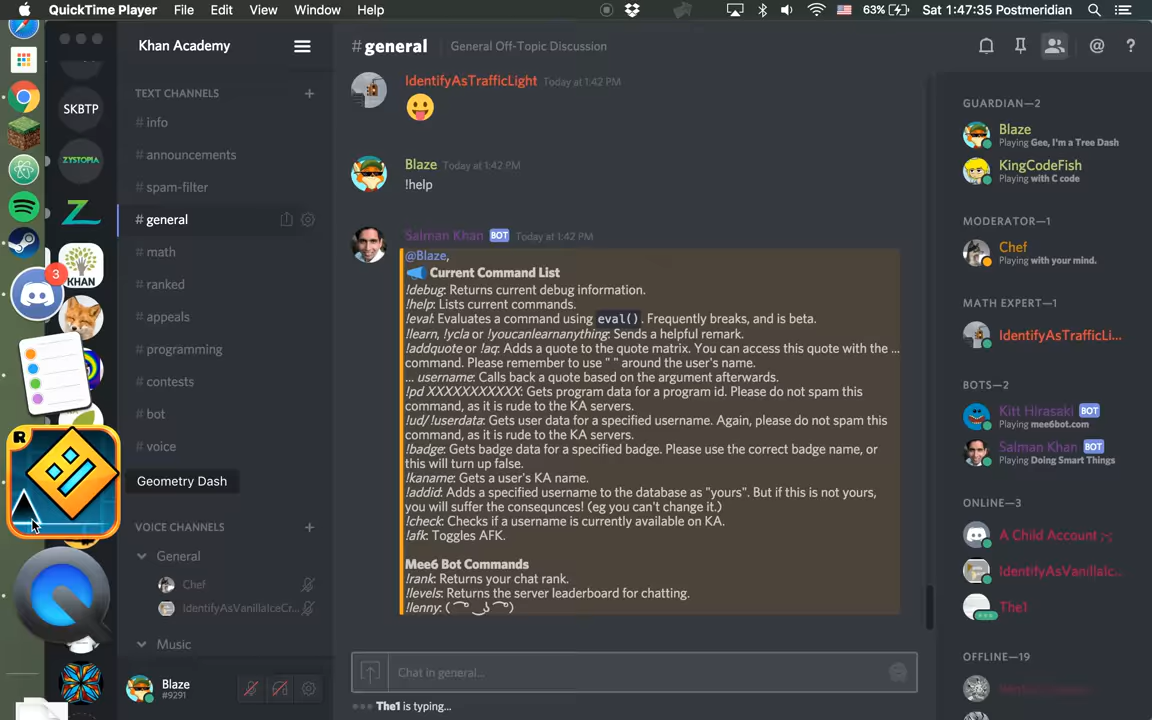 QuickTime Player File Edit View Window Help
63% Sat 1:47:35 Postmeridian
SKBTP
ZYSTOPIA
Z
KHAN
3
R
Geometry Dash
Khan Academy
TEXT CHANNELS
# info
# announcements
# spam-filter
# general
# math
# ranked
# appeals
# programming
# contests
# bot
# voice
VOICE CHANNELS
General
Chef
IdentifyAsVanillaIceCr...
Music
Blaze
#9291
# general General Off-Topic Discussion
IdentifyAsTrafficLight Today at 1:42 PM
Blaze Today at 1:42 PM
!help
Salman Khan BOT Today at 1:42 PM
@Blaze,
Current Command List
!debug: Returns current debug information.
!help: Lists current commands.
!eval: Evaluates a command using eval(). Frequently breaks, and is beta.
!learn, !ycla or !youcanlearnanything: Sends a helpful remark.
!addquote or !aq: Adds a quote to the quote matrix. You can access this quote with the ...
command. Please remember to use " " around the user's name.
... username: Calls back a quote based on the argument afterwards.
!pd XXXXXXXXXXX: Gets program data for a program id. Please do not spam this
command, as it is rude to the KA servers.
!ud/ !userdata: Gets user data for a specified username. Again, please do not spam this
command, as it is rude to the KA servers.
!badge: Gets badge data for a specified badge. Please use the correct badge name, or
this will turn up false.
!kaname: Gets a user's KA name.
!addid: Adds a specified username to the database as "yours". But if this is not yours,
you will suffer the consequnces! (eg you can't change it.)
!check: Checks if a username is currently available on KA.
!afk: Toggles AFK.
Mee6 Bot Commands
!rank: Returns your chat rank.
!levels: Returns the server leaderboard for chatting.
!lenny: ( ͡° ͜ʖ ͡°)
Chat in general...
The1 is typing...
GUARDIAN—2
Blaze
Playing Gee, I'm a Tree Dash
KingCodeFish
Playing with C code
MODERATOR—1
Chef
Playing with your mind.
MATH EXPERT—1
IdentifyAsTrafficLi...
BOTS—2
Kitt Hirasaki BOT
Playing mee6bot.com
Salman Khan BOT
Playing Doing Smart Things
ONLINE—3
A Child Account
IdentifyAsVanillaIc...
The1
OFFLINE—19